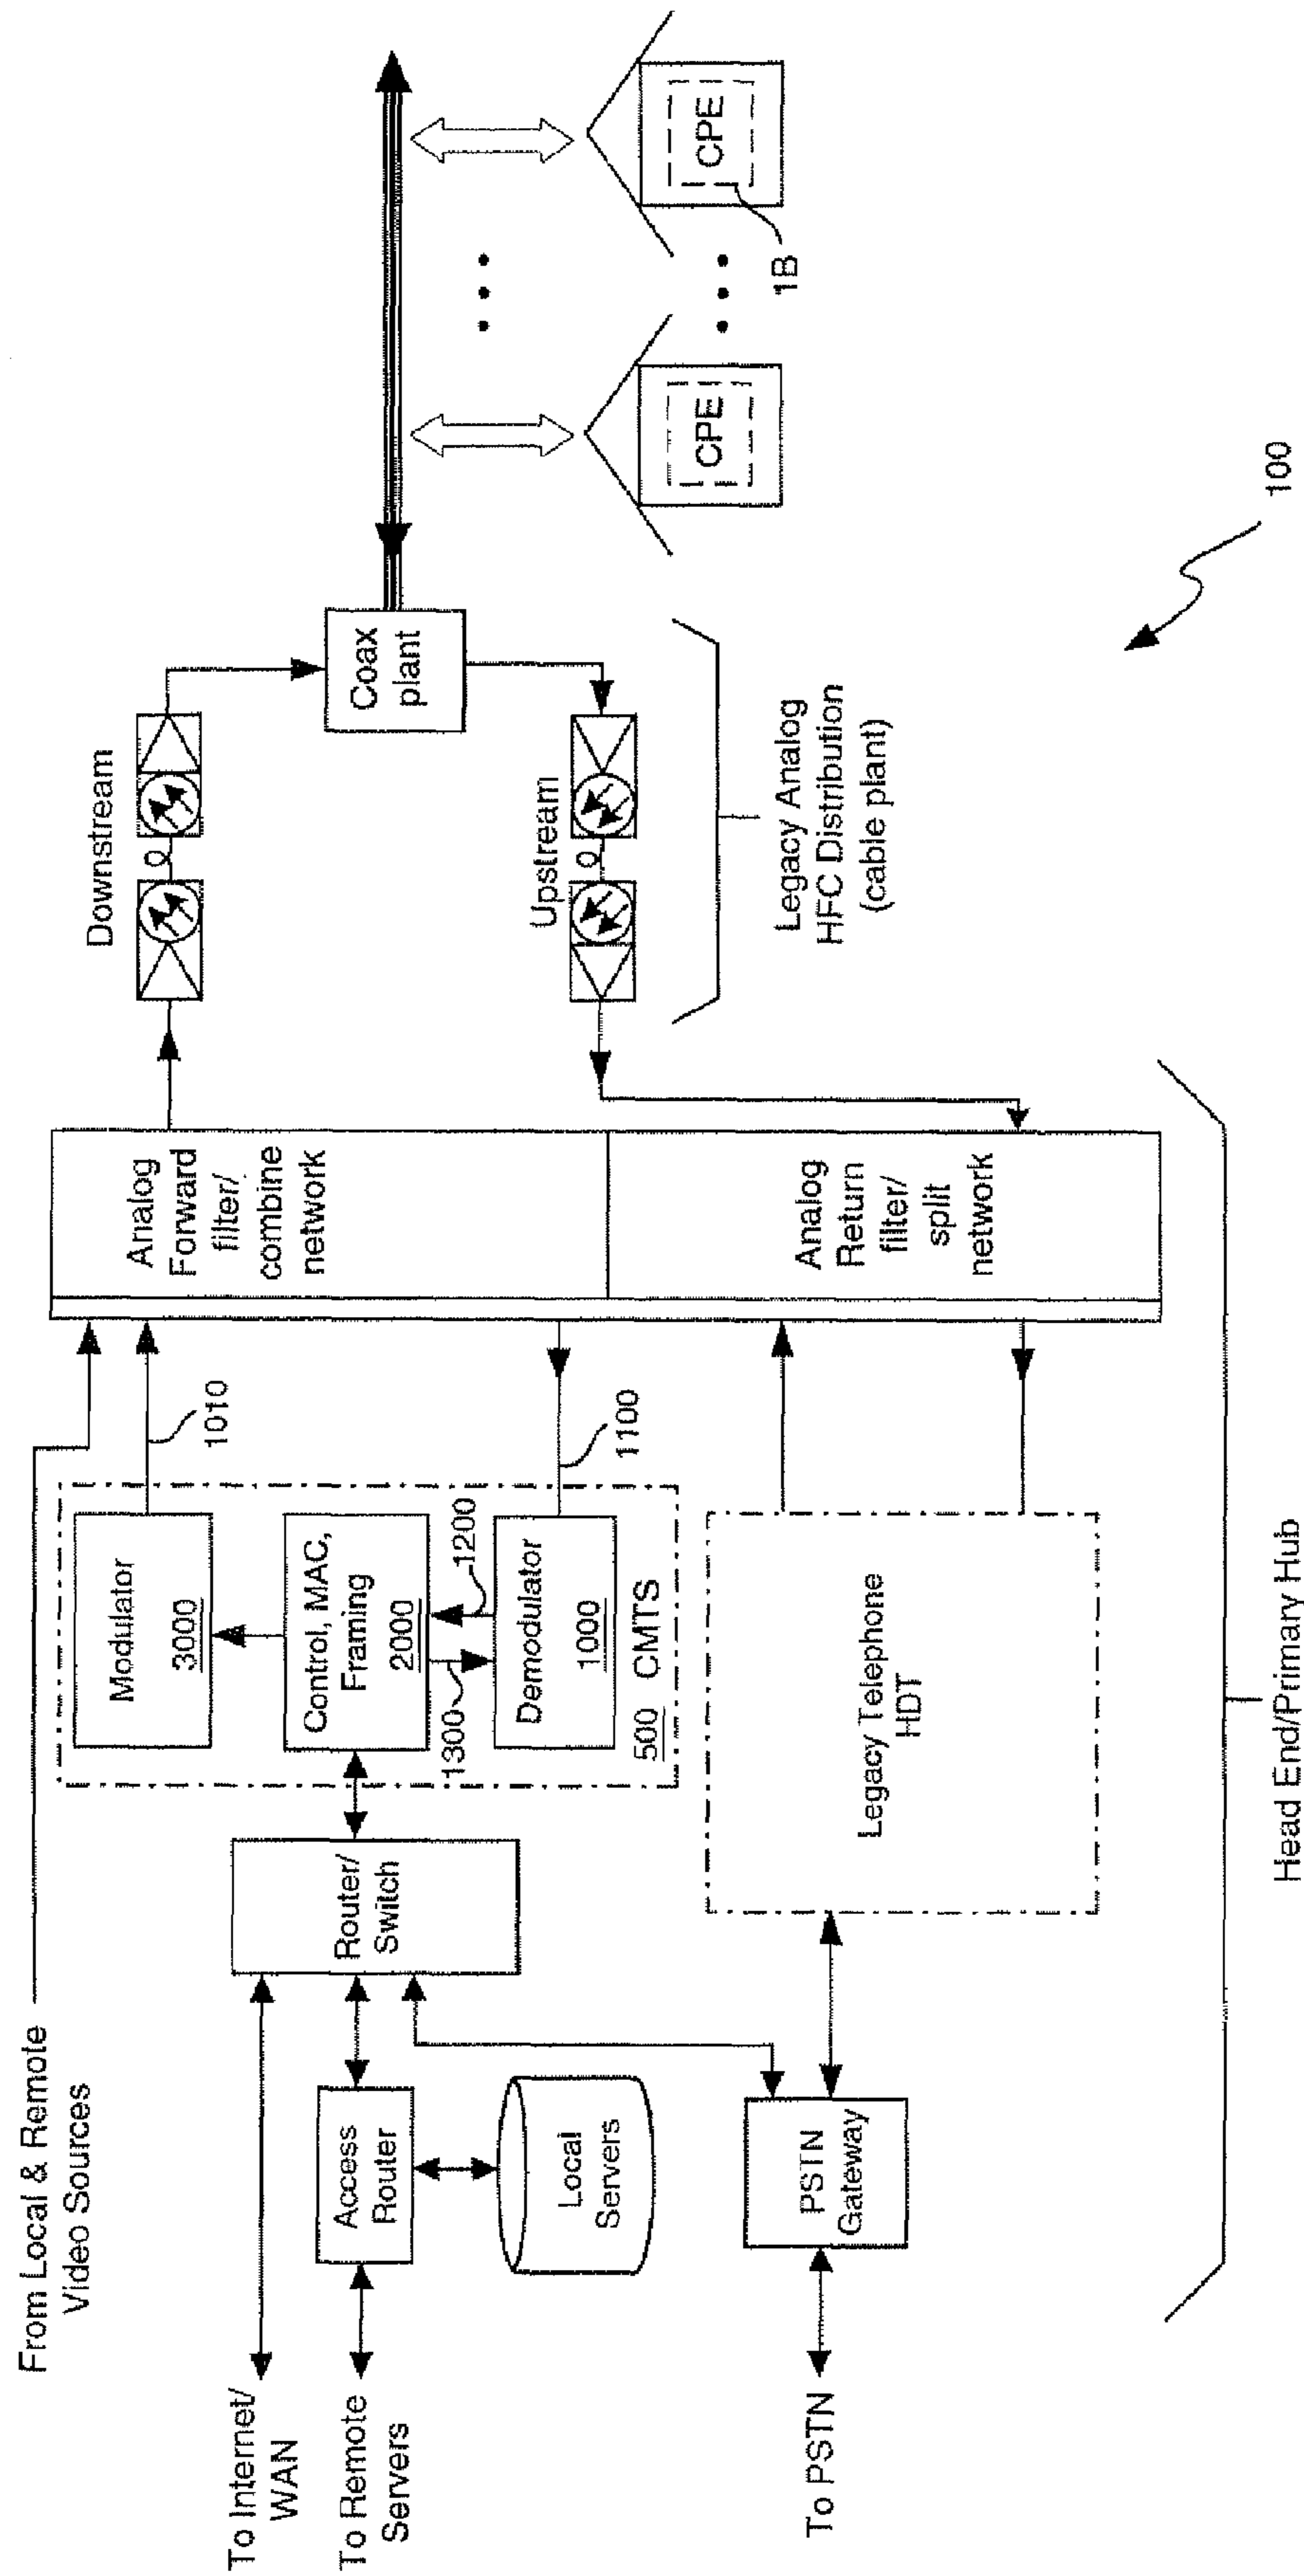 From Local & Remote
Video Sources
To Internet/
WAN
To Remote
Servers
To PSTN
Access
Router
Local
Servers
PSTN
Gateway
Router/
Switch
Modulator
3000
Control, MAC,
Framing
2000
1300
1200
Demodulator
1000
500 CMTS
Legacy Telephone
HDT
1010
1100
Analog
Forward
filter/
combine
network
Analog
Return
filter/
split
network
Head End/Primary Hub
Downstream
Upstream
Coax
plant
Legacy Analog
HFC Distribution
(cable plant)
CPE
CPE
1B
100